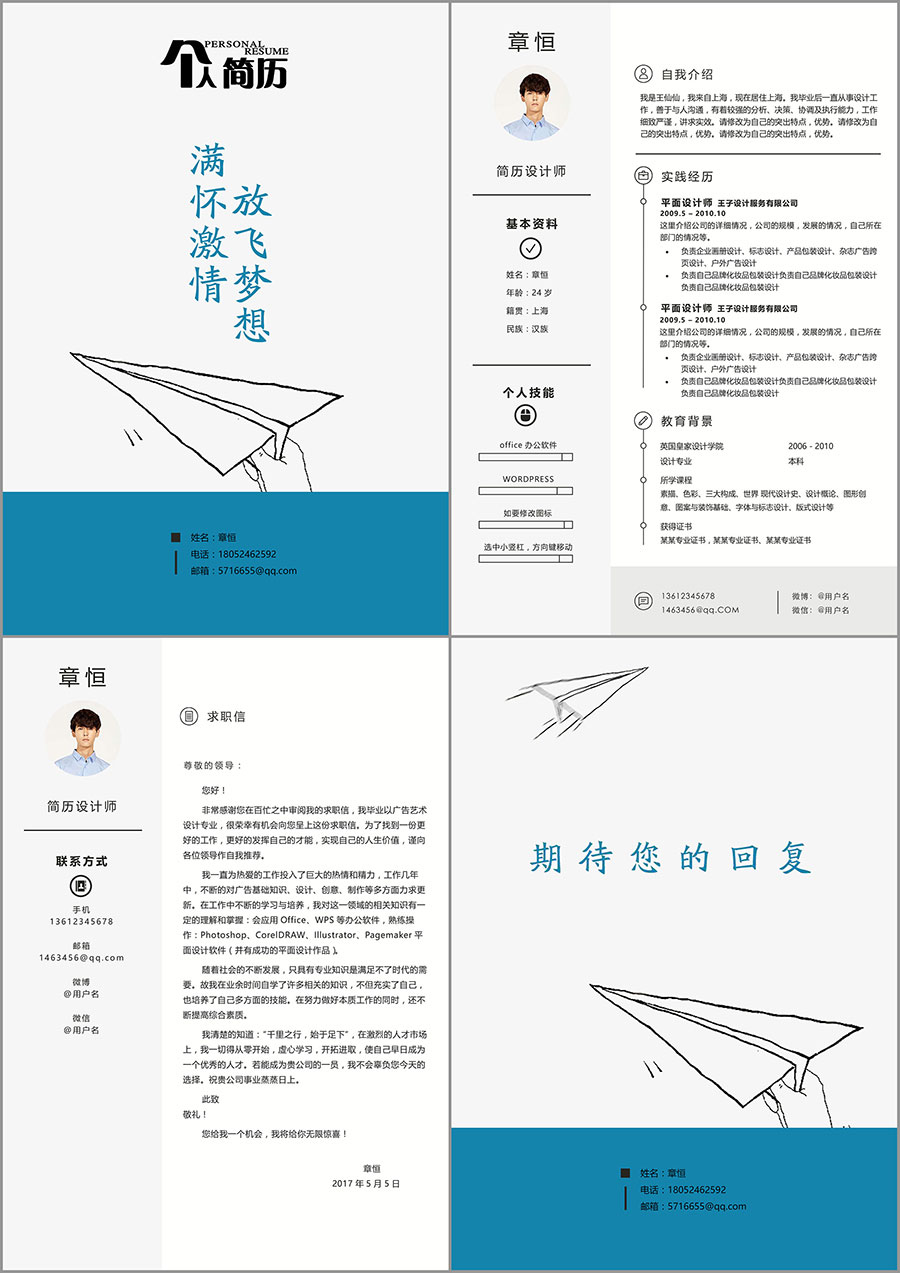 个人简历
PERSONAL
RESUME
满怀激情
放飞梦想
姓名：章恒
电话：18052462592
邮箱：5716655@qq.com
章恒
简历设计师
基本资料
姓名：章恒
年龄：24 岁
籍贯：上海
民族：汉族
个人技能
office 办公软件
WORDPRESS
如要修改图标
选中小竖杠，方向键移动
自我介绍
我是王仙仙，我来自上海，现在居住上海。我毕业后一直从事设计工
作，善于与人沟通，有着较强的分析、决策、协调及执行能力，工作
细致严谨，讲求实效。请修改为自己的突出特点，优势。请修改为自
己的突出特点，优势。请修改为自己的突出特点，优势。
实践经历
平面设计师 王子设计服务有限公司
2009.5 – 2010.10
这里介绍公司的详细情况，公司的规模，发展的情况，自己所在
部门的情况等。
• 负责企业画册设计、标志设计、产品包装设计、杂志广告跨
页设计、户外广告设计
• 负责自己品牌化妆品包装设计负责自己品牌化妆品包装设计
负责自己品牌化妆品包装设计
平面设计师 王子设计服务有限公司
2009.5 – 2010.10
这里介绍公司的详细情况，公司的规模，发展的情况，自己所在
部门的情况等。
• 负责企业画册设计、标志设计、产品包装设计、杂志广告跨
页设计、户外广告设计
• 负责自己品牌化妆品包装设计负责自己品牌化妆品包装设计
负责自己品牌化妆品包装设计
教育背景
英国皇家设计学院 2006 - 2010
设计专业 本科
所学课程
素描、色彩、三大构成、世界 现代设计史、设计概论、图形创
意、图案与装饰基础、字体与标志设计、版式设计等
获得证书
某某专业证书，某某专业证书、某某专业证书
13612345678
1463456@qq.COM
微博：@用户名
微信：@用户名
章恒
简历设计师
联系方式
手机
13612345678
邮箱
1463456@qq.com
微博
@用户名
微信
@用户名
求职信
尊敬的领导：
您好！
非常感谢您在百忙之中审阅我的求职信，我毕业以广告艺术
设计专业，很荣幸有机会向您呈上这份求职信。为了找到一份更
好的工作，更好的发挥自己的才能，实现自己的人生价值，谨向
各位领导作自我推荐。
我一直为热爱的工作投入了巨大的热情和精力，工作几年
中，不断的对广告基础知识、设计、创意、制作等多方面力求更
新。在工作中不断的学习与培养，我对这一领域的相关知识有一
定的理解和掌握：会应用 Office、WPS 等办公软件，熟练操
作：Photoshop、CorelDRAW、Illustrator、Pagemaker 平
面设计软件（并有成功的平面设计作品）。
随着社会的不断发展，只具有专业知识是满足不了时代的需
要。故我在业余时间自学了许多相关的知识，不但充实了自己，
也培养了自己多方面的技能。在努力做好本质工作的同时，还不
断提高综合素质。
我清楚的知道：“千里之行，始于足下”，在激烈的人才市场
上，我一切得从零开始，虚心学习，开拓进取，使自己早日成为
一个优秀的人才。若能成为贵公司的一员，我不会辜负您今天的
选择。祝贵公司事业蒸蒸日上。
此致
敬礼！
您给我一个机会，我将给你无限惊喜！
章恒
2017 年 5 月 5 日
期待您的回复
姓名：章恒
电话：18052462592
邮箱：5716655@qq.com